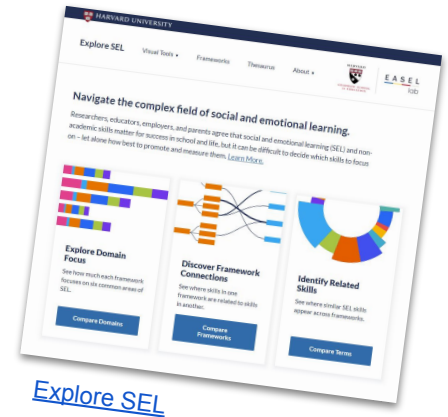 HARVARD UNIVERSITY
Explore SEL
Visual Tools
Frameworks
Thesaurus
About
HARVARD
EASEL
lab
Navigate the complex field of social and emotional learning.
Researchers, educators, employers, and parents agree that social and emotional learning (SEL) and non-
academic skills matter for success in school and life, but it can be difficult to decide which skills to focus
on – let alone how best to promote and measure them. Learn More.
Explore Domain
Focus
See how much each framework
focuses on six common areas of
SEL.
Compare Domains
Discover Framework
Connections
See where skills in one
framework are related to skills
in another.
Compare
Frameworks
Identify Related
Skills
See where similar SEL skills
appear across frameworks.
Compare Terms
Explore SEL